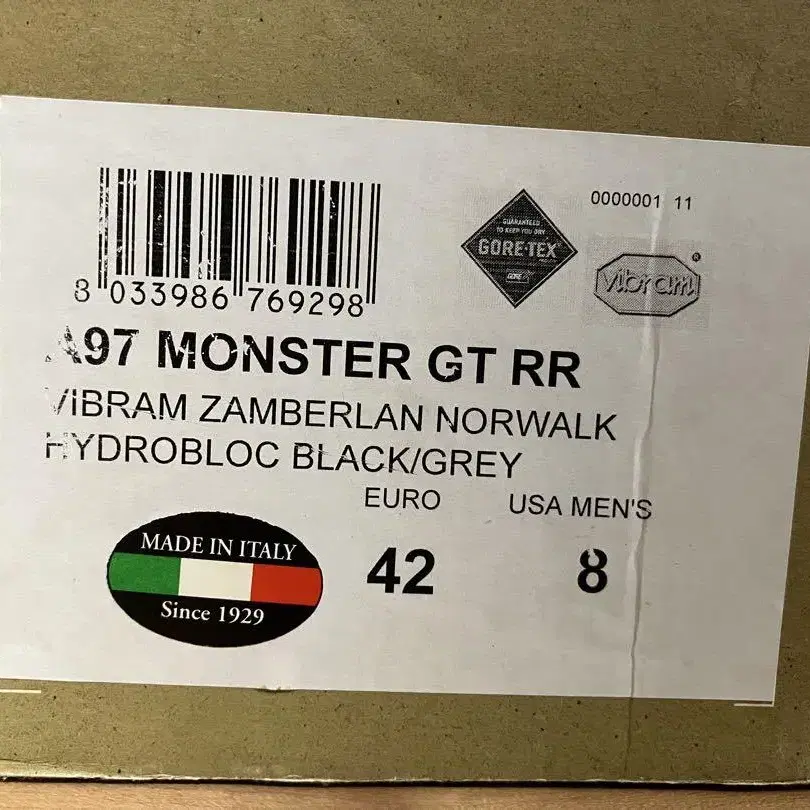 0000001 11
GUARANTEED
TO KEEP YOU DRY
GORE-TEX
GORE
vibram®
8 033986 769298
A97 MONSTER GT RR
VIBRAM ZAMBERLAN NORWALK
HYDROBLOC BLACK/GREY
EURO USA MEN'S
42 8
MADE IN ITALY
Since 1929